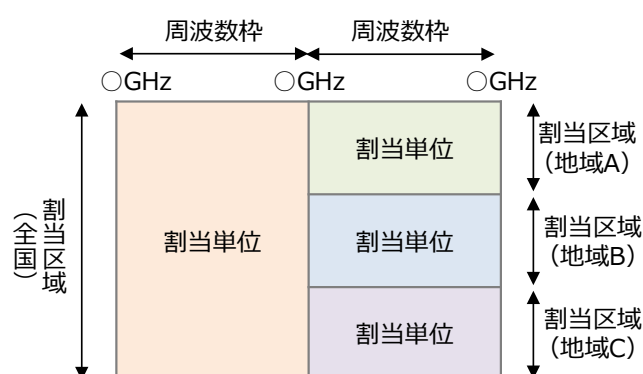 周波数枠 周波数枠
○GHz ○GHz ○GHz
割当区域
（全国）
割当単位
割当単位
割当単位
割当単位
割当区域
（地域A）
割当区域
（地域B）
割当区域
（地域C）